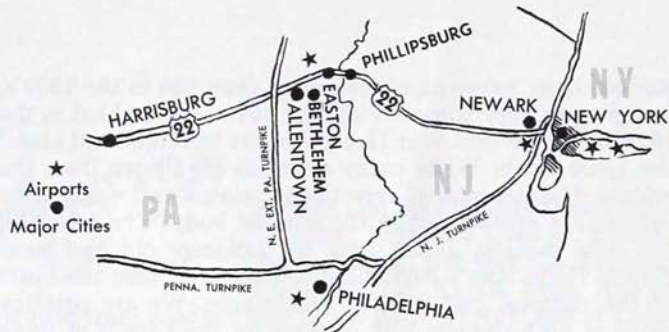 NY
PHILLIPSBURG
HARRISBURG
22
EASTON
BETHLEHEM
ALLENTOWN
22
NEWARK
NEW YORK
Airports
Major Cities
PA
N. E. EXT. PA. TURNPIKE
NJ
N. J. TURNPIKE
PENNA. TURNPIKE
PHILADELPHIA